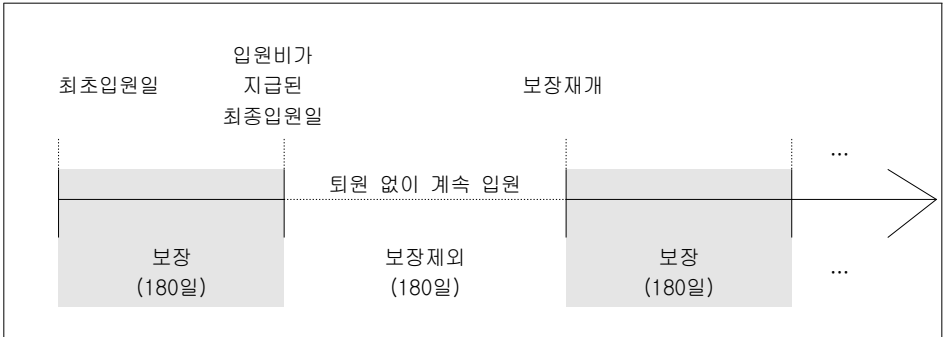 입원비가
최초입원일 지급된 보장재개
최종입원일
...
퇴원 없이 계속 입원
보장 보장제외 보장 ...
(180일) (180일) (180일)